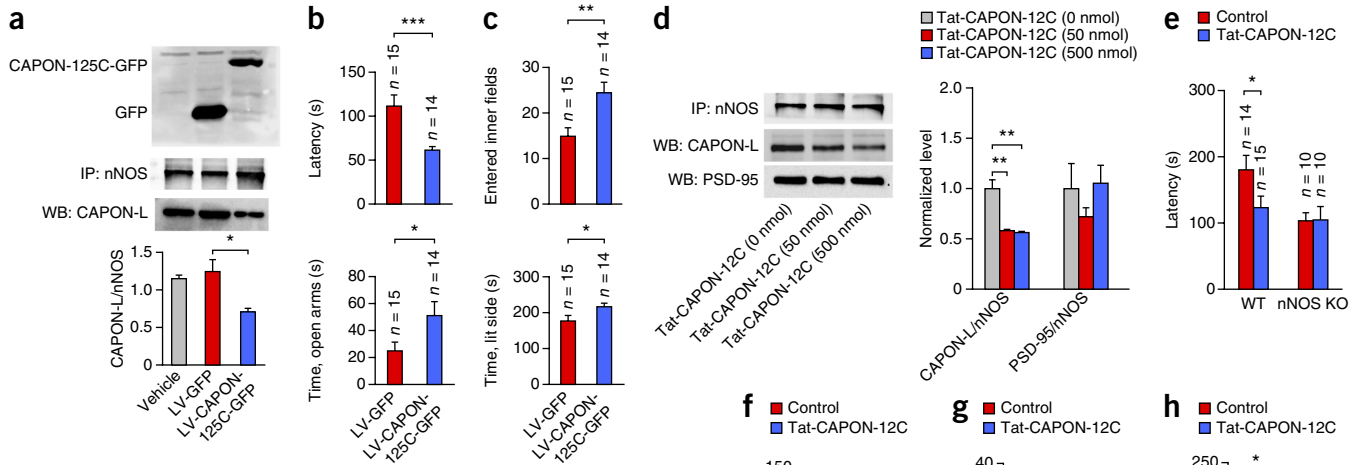 a
CAPON-125C-GFP
GFP
IP: nNOS
WB: CAPON-L
CAPON-L/nNOS
1.5
1.0
0.5
0
*
Vehicle
LV-GFP
LV-CAPON-
125C-GFP
b
***
n = 15
n = 14
Latency (s)
150
100
50
0
*
n = 15
n = 14
Time, open arms (s)
80
60
40
20
0
LV-GFP
LV-CAPON-
125C-GFP
c
**
n = 15
n = 14
Entered inner fields
30
20
10
0
*
n = 15
n = 14
Time, lit side (s)
300
200
100
0
LV-GFP
LV-CAPON-
125C-GFP
d
Tat-CAPON-12C (0 nmol)
Tat-CAPON-12C (50 nmol)
Tat-CAPON-12C (500 nmol)
IP: nNOS
WB: CAPON-L
WB: PSD-95
Tat-CAPON-12C (0 nmol)
Tat-CAPON-12C (50 nmol)
Tat-CAPON-12C (500 nmol)
Normalized level
2.0
1.5
1.0
0.5
0
**
**
CAPON-L/nNOS
PSD-95/nNOS
e
Control
Tat-CAPON-12C
*
n = 14
n = 15
n = 10
n = 10
Latency (s)
300
200
100
0
WT
nNOS KO
f
Control
Tat-CAPON-12C
150
g
Control
Tat-CAPON-12C
40
h
Control
Tat-CAPON-12C
250
*